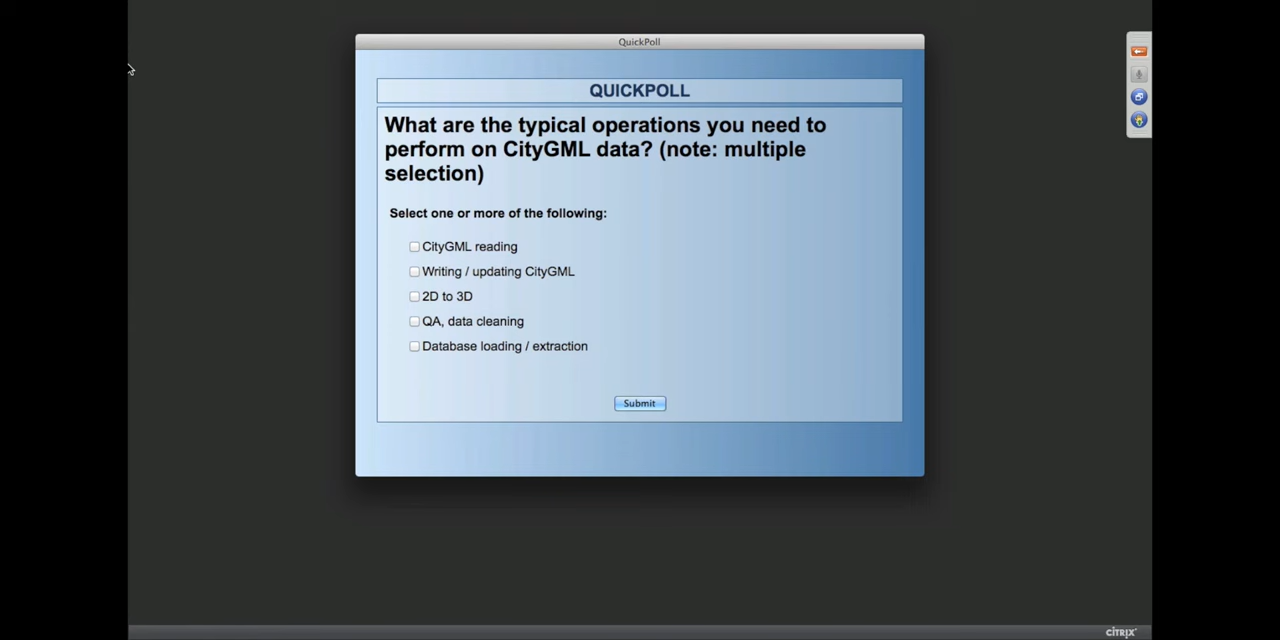 QuickPoll
QUICKPOLL
What are the typical operations you need to
perform on CityGML data? (note: multiple
selection)
Select one or more of the following:
CityGML reading
Writing / updating CityGML
2D to 3D
QA, data cleaning
Database loading / extraction
Submit
CITRIX